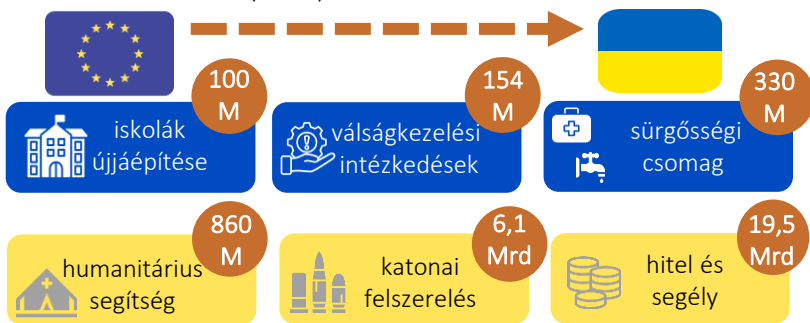 100
M
iskolák
újjáépítése
154
M
válságkezelési
intézkedések
330
M
sürgősségi
csomag
860
M
humanitárius
segítség
6,1
Mrd
katonai
felszerelés
19,5
Mrd
hitel és
segély